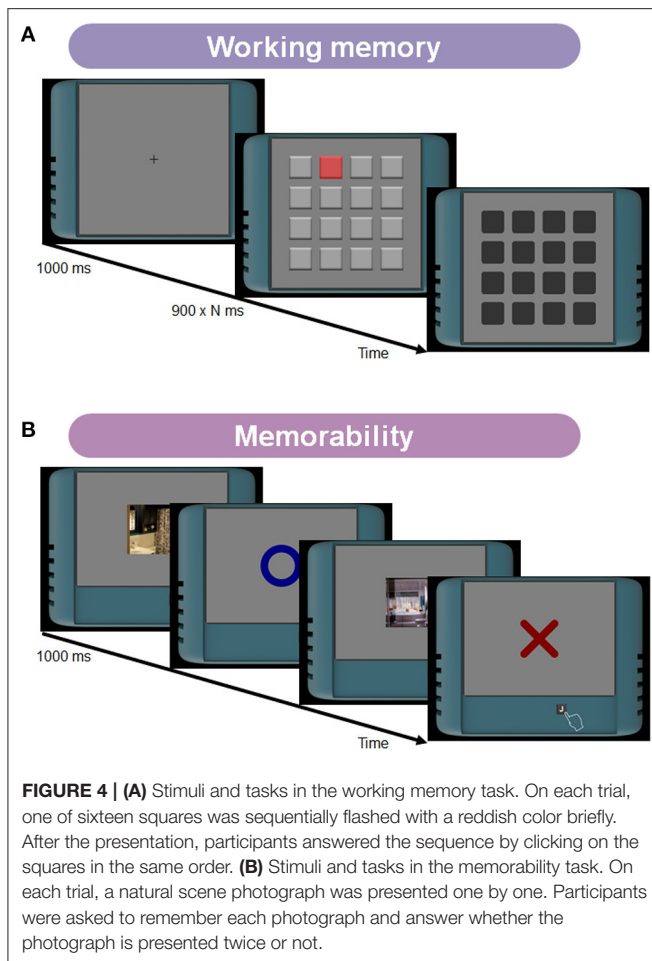 A
Working memory
1000 ms
900 x N ms
Time
B
Memorability
1000 ms
J
Time
FIGURE 4 | (A) Stimuli and tasks in the working memory task. On each trial,
one of sixteen squares was sequentially flashed with a reddish color briefly.
After the presentation, participants answered the sequence by clicking on the
squares in the same order. (B) Stimuli and tasks in the memorability task. On
each trial, a natural scene photograph was presented one by one. Participants
were asked to remember each photograph and answer whether the
photograph is presented twice or not.